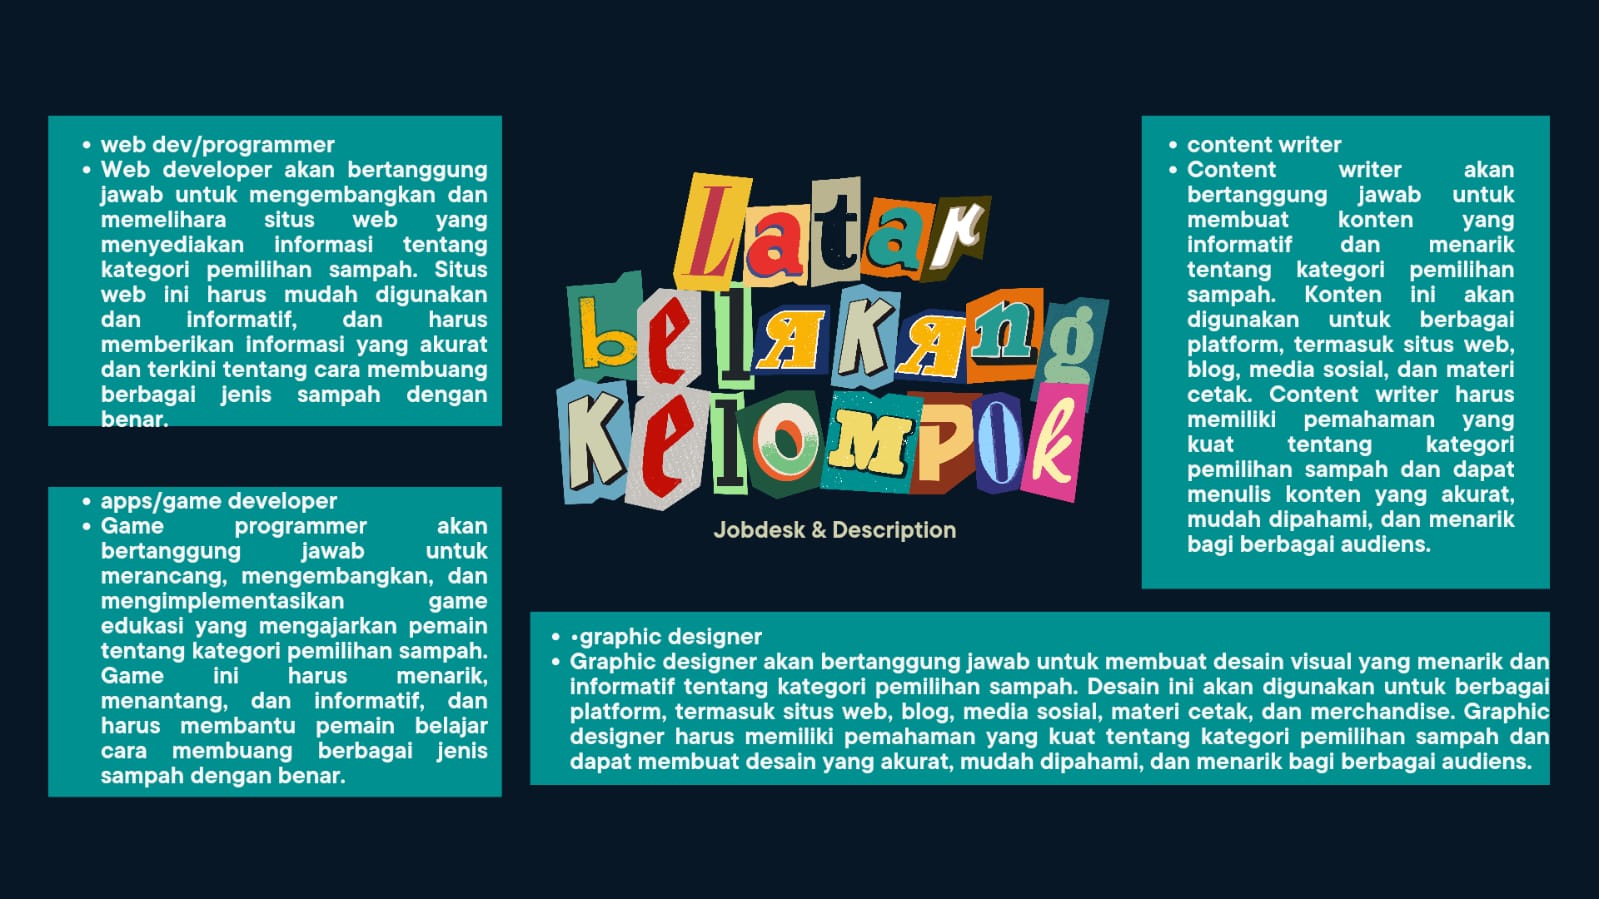 • web dev/programmer
• Web developer akan bertanggung
jawab untuk mengembangkan dan
memelihara situs web yang
menyediakan informasi tentang
kategori pemilihan sampah. Situs
web ini harus mudah digunakan
dan informatif, dan harus
memberikan informasi yang akurat
dan terkini tentang cara membuang
berbagai jenis sampah dengan
benar.
• apps/game developer
• Game programmer akan
bertanggung jawab untuk
merancang, mengembangkan, dan
mengimplementasikan game
edukasi yang mengajarkan pemain
tentang kategori pemilihan sampah.
Game ini harus menarik,
menantang, dan informatif, dan
harus membantu pemain belajar
cara membuang berbagai jenis
sampah dengan benar.
Latar
belAKAng
KelOMPOk
Jobdesk & Description
• content writer
• Content writer akan
bertanggung jawab untuk
membuat konten yang
informatif dan menarik
tentang kategori pemilihan
sampah. Konten ini akan
digunakan untuk berbagai
platform, termasuk situs web,
blog, media sosial, dan materi
cetak. Content writer harus
memiliki pemahaman yang
kuat tentang kategori
pemilihan sampah dan dapat
menulis konten yang akurat,
mudah dipahami, dan menarik
bagi berbagai audiens.
• •graphic designer
• Graphic designer akan bertanggung jawab untuk membuat desain visual yang menarik dan
informatif tentang kategori pemilihan sampah. Desain ini akan digunakan untuk berbagai
platform, termasuk situs web, blog, media sosial, materi cetak, dan merchandise. Graphic
designer harus memiliki pemahaman yang kuat tentang kategori pemilihan sampah dan
dapat membuat desain yang akurat, mudah dipahami, dan menarik bagi berbagai audiens.